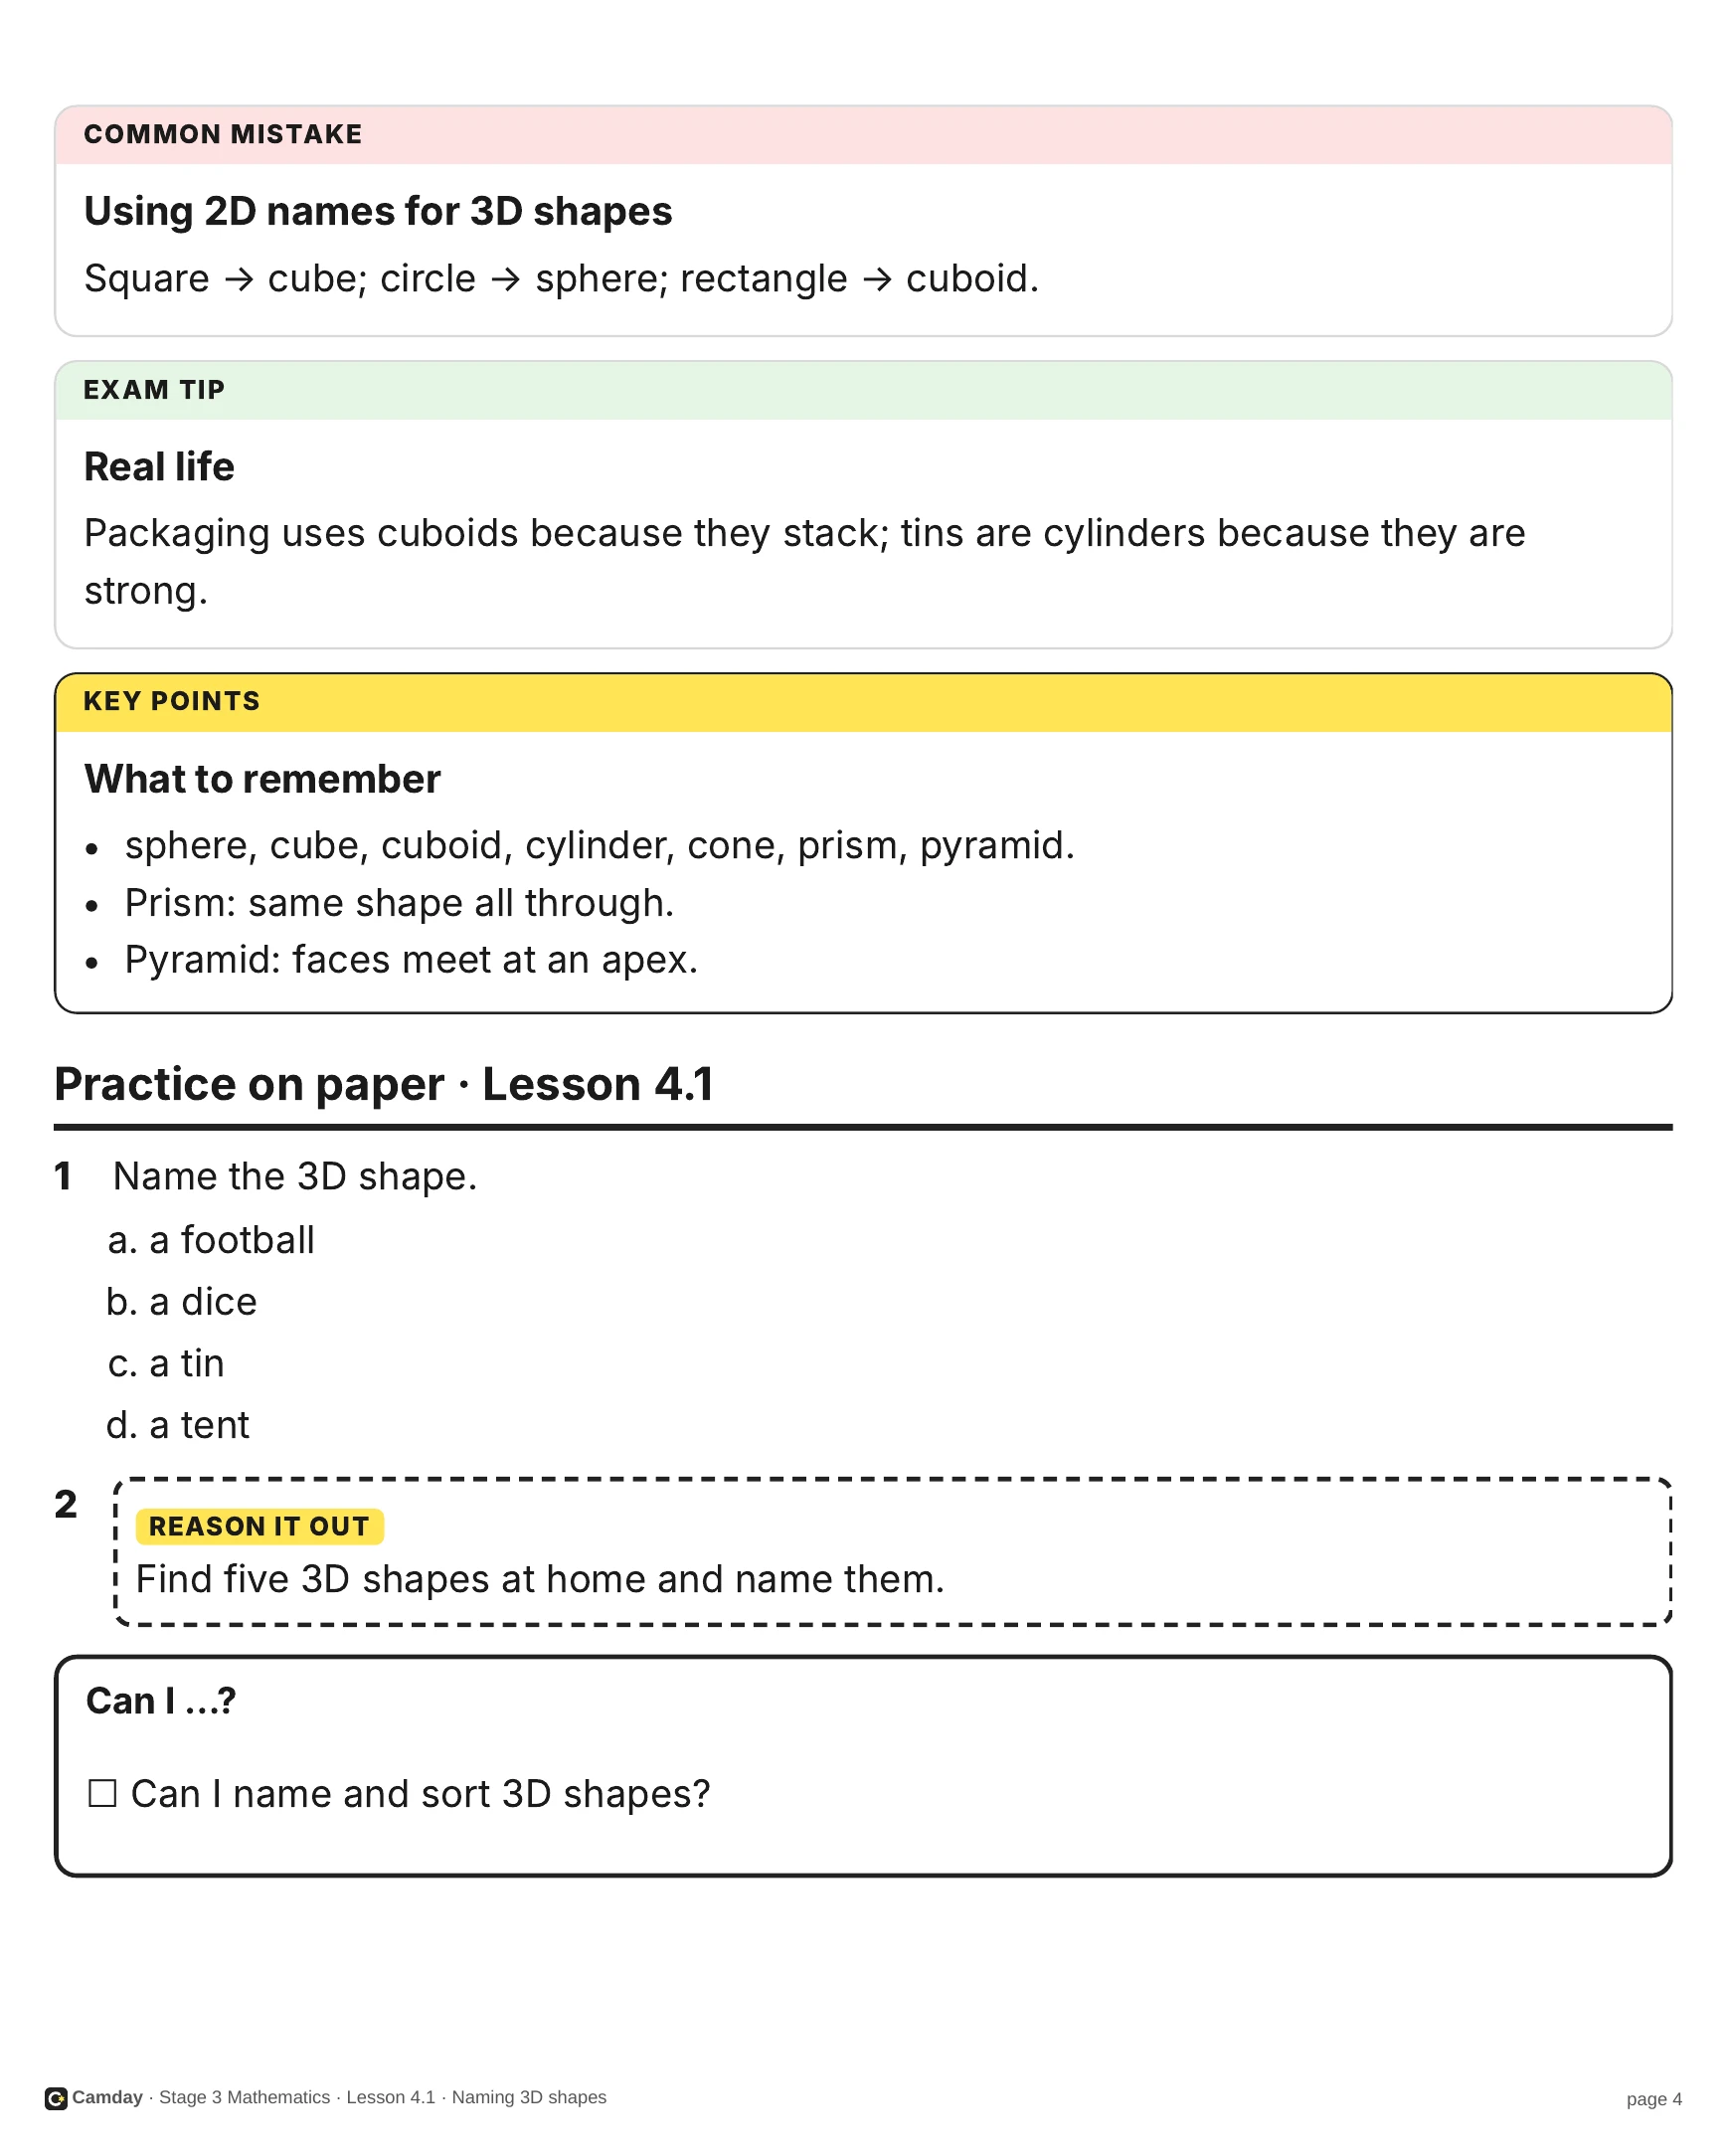 COMMON MISTAKE
Using 2D names for 3D shapes
Square → cube; circle → sphere; rectangle → cuboid.
EXAM TIP
Real life
Packaging uses cuboids because they stack; tins are cylinders because they are
strong.
KEY POINTS
What to remember
• sphere, cube, cuboid, cylinder, cone, prism, pyramid.
• Prism: same shape all through.
• Pyramid: faces meet at an apex.
Practice on paper · Lesson 4.1
1 Name the 3D shape.
a. a football
b. a dice
c. a tin
d. a tent
2
REASON IT OUT
Find five 3D shapes at home and name them.
Can I …?
☐ Can I name and sort 3D shapes?
Camday · Stage 3 Mathematics · Lesson 4.1 · Naming 3D shapes
page 4